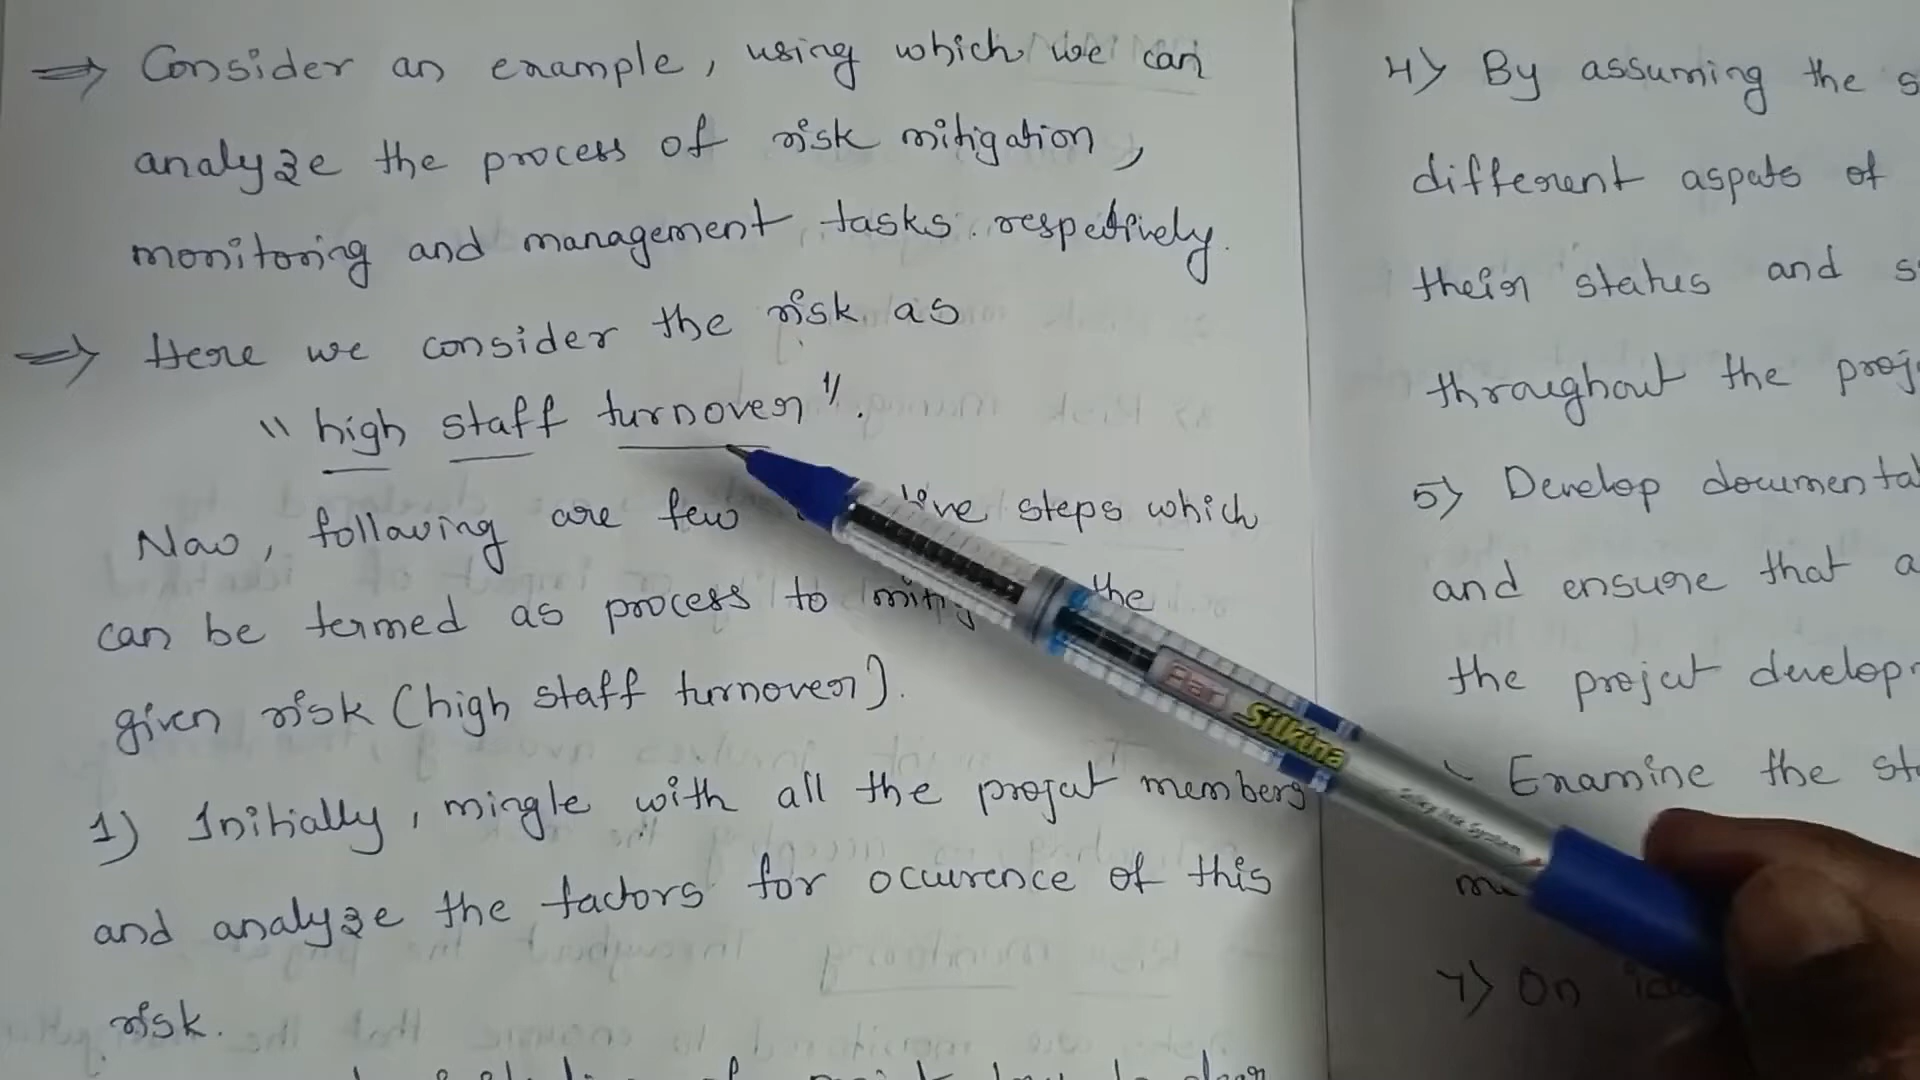 ⇒ Consider an example, using which we can
analyze the process of risk mitigation,
monitoring and management tasks respectively.
⇒ Here we consider the risk as
"high staff turnover".
Now, following are few steps which
can be termed as process to the
given risk (high staff turnover).
1) Initially, mingle with all the project members
and analyze the factors for occurence of this
risk.
4) By assuming the
different aspats of
their status and
throughout the
5) Develop
and ensure that
the project
Examine the
7) On
Silkina